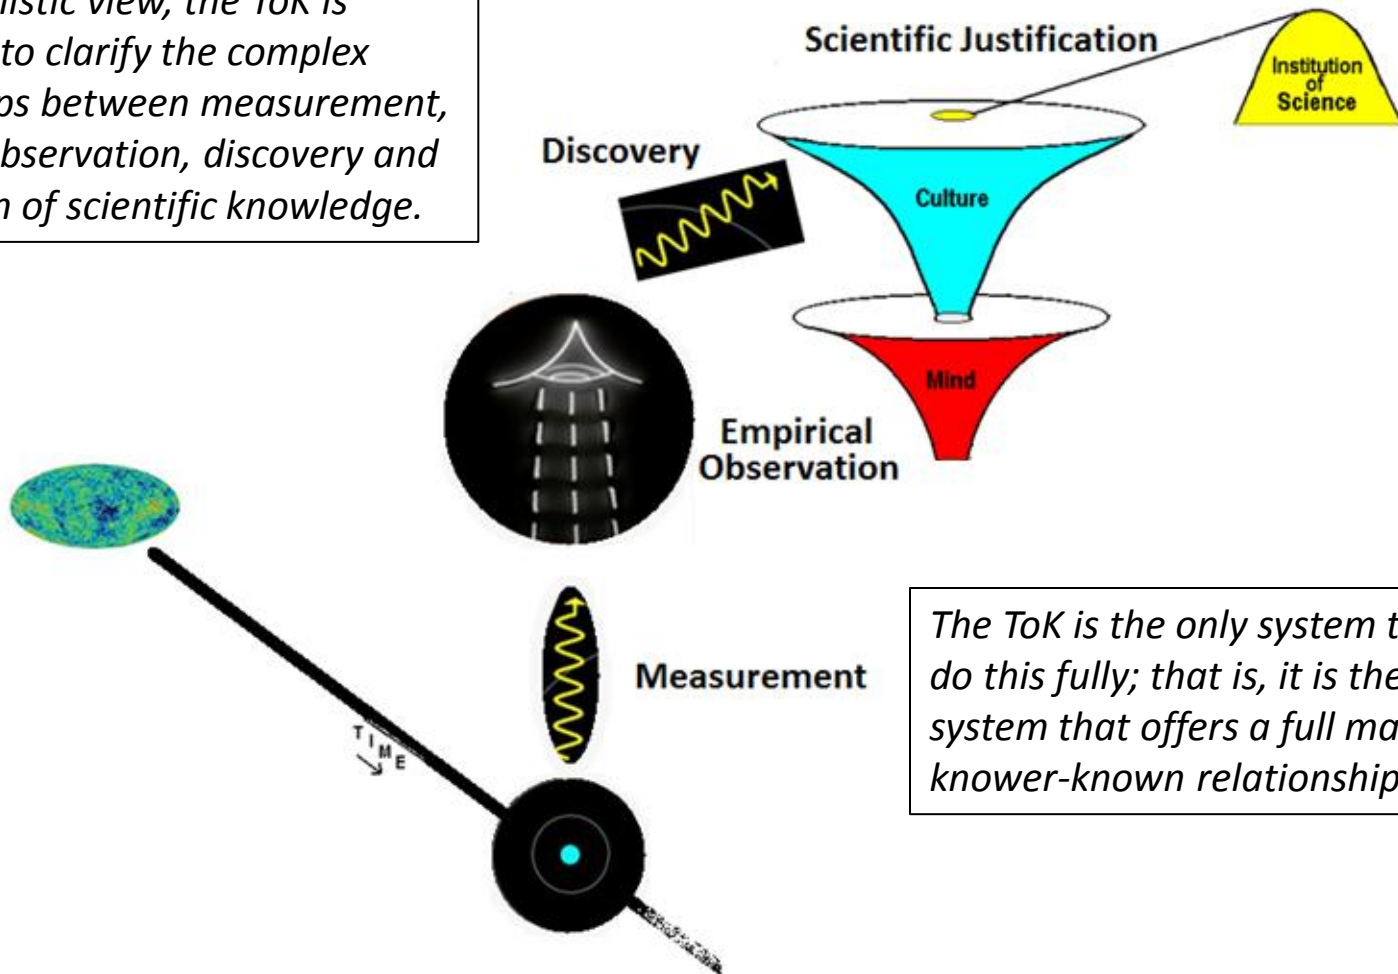 listic view, the ToK is
to clarify the complex
ps between measurement,
bservation, discovery and
n of scientific knowledge.
Scientific Justification
Institution
of
Science
Discovery
Culture
Mind
Empirical
Observation
TIME
Measurement
The ToK is the only system t
do this fully; that is, it is the
system that offers a full ma
knower-known relationship